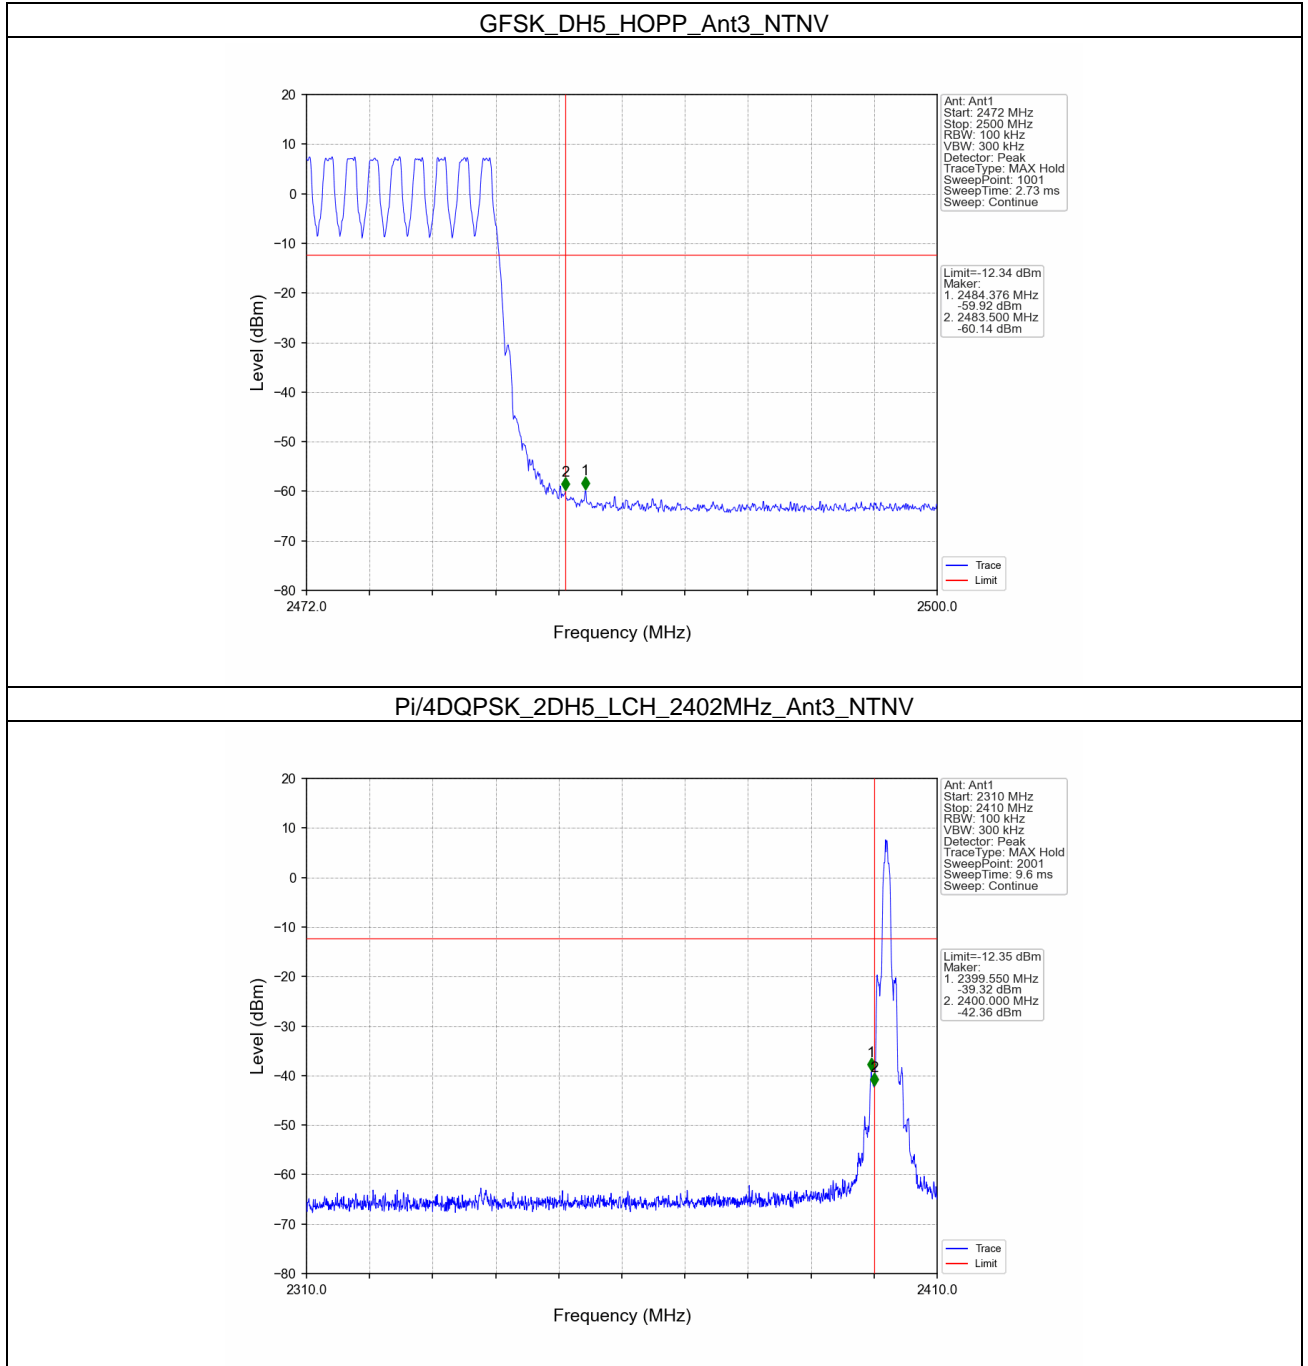 GFSK_DH5_HOPP_Ant3_NTNV
20
10
0
−10
−20
−30
−40
−50
−60
−70
−80
Level (dBm)
2
1
2472.0
2500.0
Frequency (MHz)
Ant: Ant1
Start: 2472 MHz
Stop: 2500 MHz
RBW: 100 kHz
VBW: 300 kHz
Detector: Peak
TraceType: MAX Hold
SweepPoint: 1001
SweepTime: 2.73 ms
Sweep: Continue
Limit=-12.34 dBm
Maker:
1. 2484.376 MHz
-59.92 dBm
2. 2483.500 MHz
-60.14 dBm
Trace
Limit
Pi/4DQPSK_2DH5_LCH_2402MHz_Ant3_NTNV
20
10
0
−10
−20
−30
−40
−50
−60
−70
−80
Level (dBm)
1
2
2310.0
2410.0
Frequency (MHz)
Ant: Ant1
Start: 2310 MHz
Stop: 2410 MHz
RBW: 100 kHz
VBW: 300 kHz
Detector: Peak
TraceType: MAX Hold
SweepPoint: 2001
SweepTime: 9.6 ms
Sweep: Continue
Limit=-12.35 dBm
Maker:
1. 2399.550 MHz
-39.32 dBm
2. 2400.000 MHz
-42.36 dBm
Trace
Limit